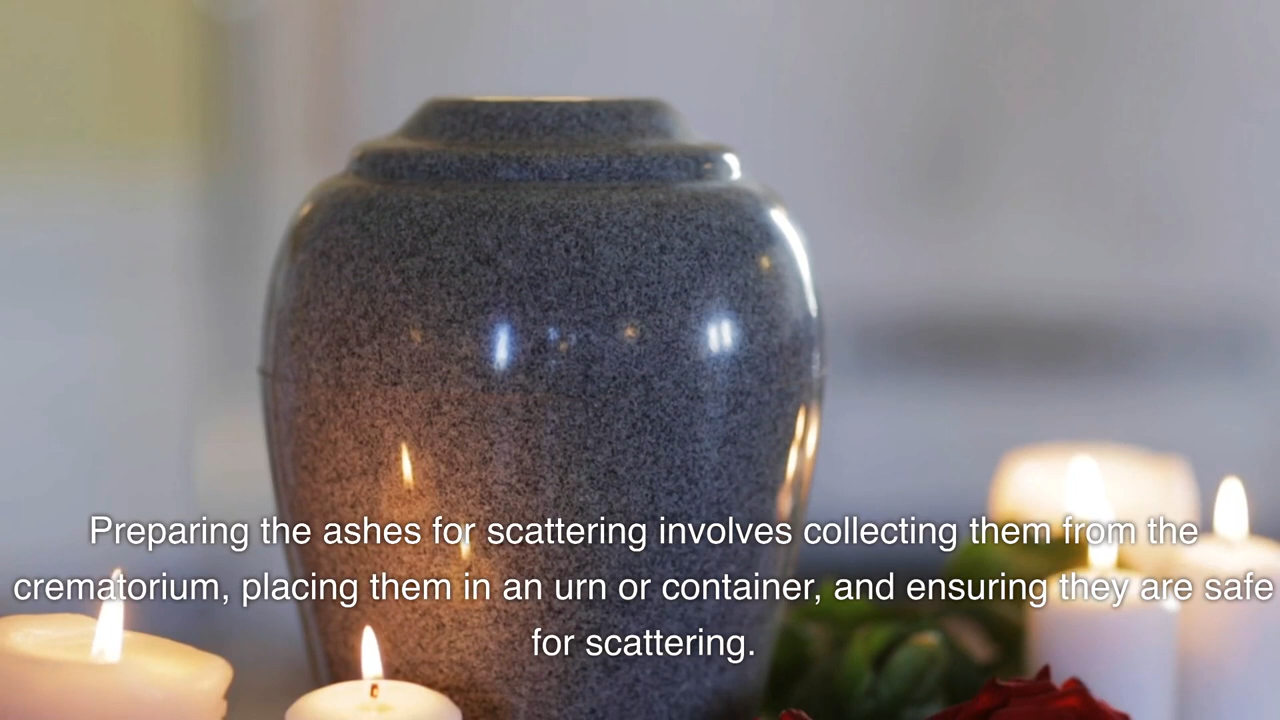 Preparing the ashes for scattering involves collecting them from the
crematorium, placing them in an urn or container, and ensuring they are safe
for scattering.